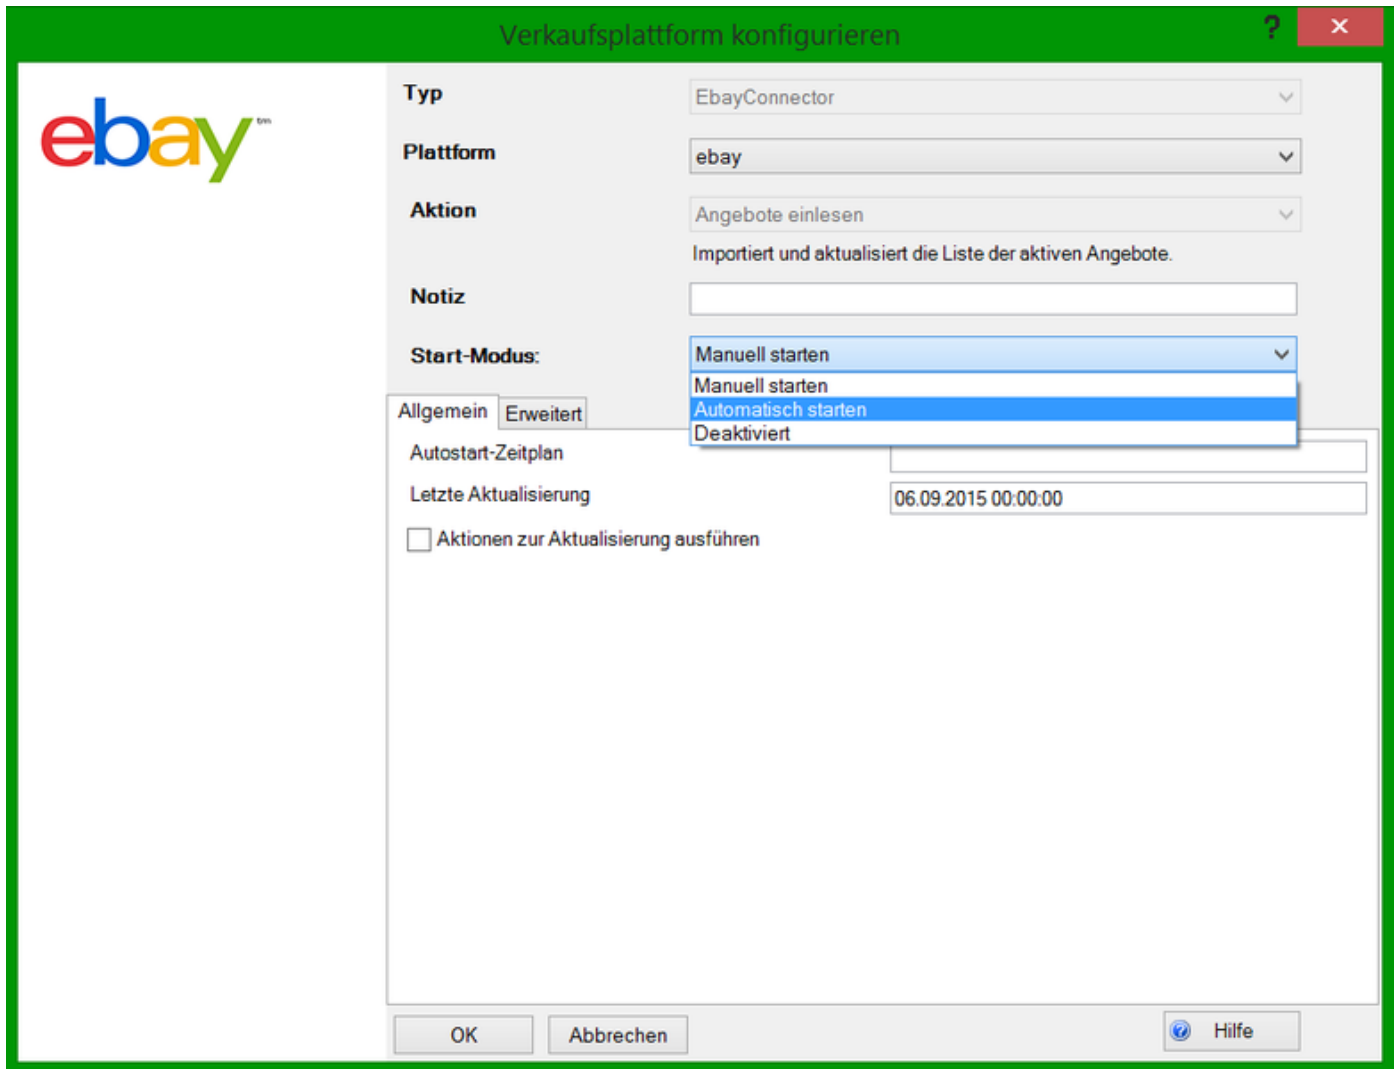 Verkaufsplattform konfigurieren
?
ebay™
Typ
EbayConnector
Plattform
ebay
Aktion
Angebote einlesen
Importiert und aktualisiert die Liste der aktiven Angebote.
Notiz
Start-Modus:
Manuell starten
Manuell starten
Automatisch starten
Deaktiviert
Allgemein
Erweitert
Autostart-Zeitplan
Letzte Aktualisierung
06.09.2015 00:00:00
Aktionen zur Aktualisierung ausführen
OK
Abbrechen
Hilfe